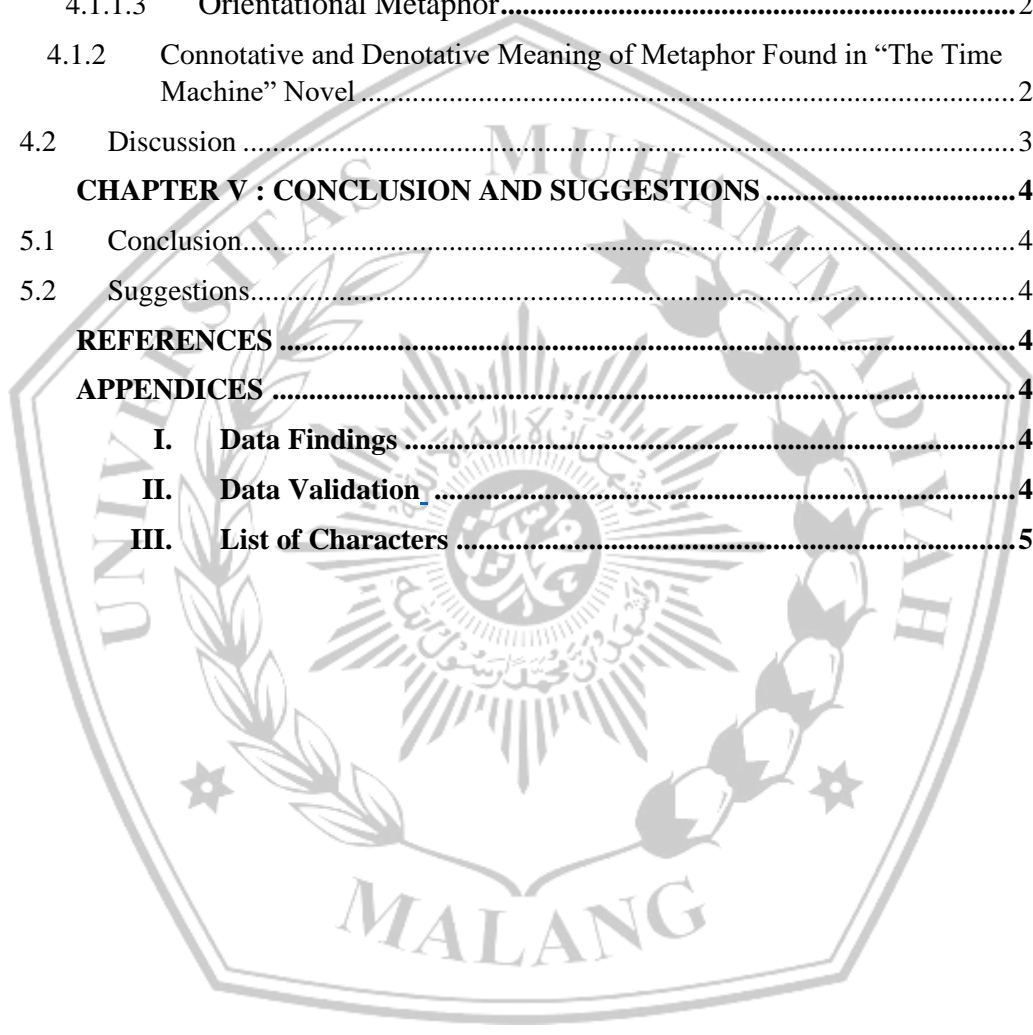 4.1.1.3 Orientational Metaphor........................................................................2
4.1.2 Connotative and Denotative Meaning of Metaphor Found in “The Time
Machine” Novel...........................................................................................2
4.2 Discussion..............................................................................................................3
CHAPTER V : CONCLUSION AND SUGGESTIONS..................................4
5.1 Conclusion.............................................................................................................4
5.2 Suggestions............................................................................................................4
REFERENCES......................................................................................................4
APPENDICES.......................................................................................................4
I. Data Findings......................................................................................4
II. Data Validation..................................................................................4
III. List of Characters..............................................................................5
UNIVERSITAS MUHAMMADIYAH
MALANG